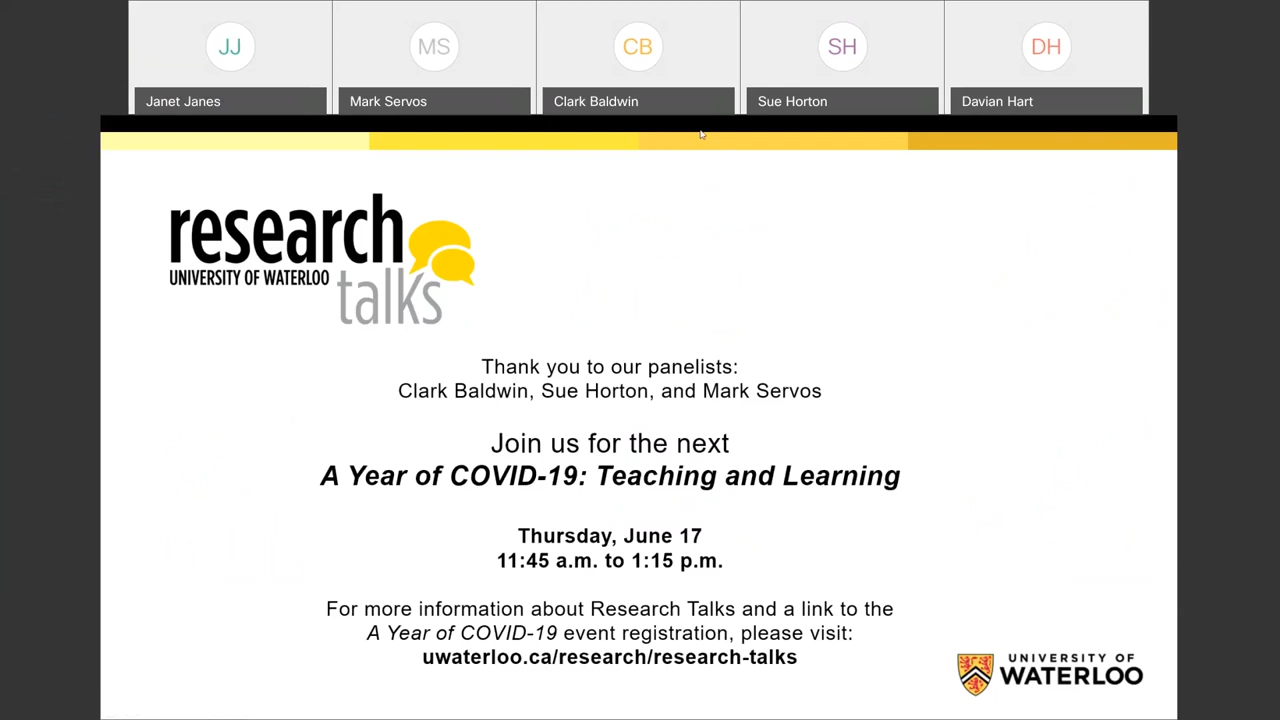 JJ
MS
CB
SH
DH
Janet Janes
Mark Servos
Clark Baldwin
Sue Horton
Davian Hart
research
UNIVERSITY OF WATERLOO
talks
Thank you to our panelists:
Clark Baldwin, Sue Horton, and Mark Servos
Join us for the next
A Year of COVID-19: Teaching and Learning
Thursday, June 17
11:45 a.m. to 1:15 p.m.
For more information about Research Talks and a link to the
A Year of COVID-19 event registration, please visit:
uwaterloo.ca/research/research-talks
UNIVERSITY OF
WATERLOO